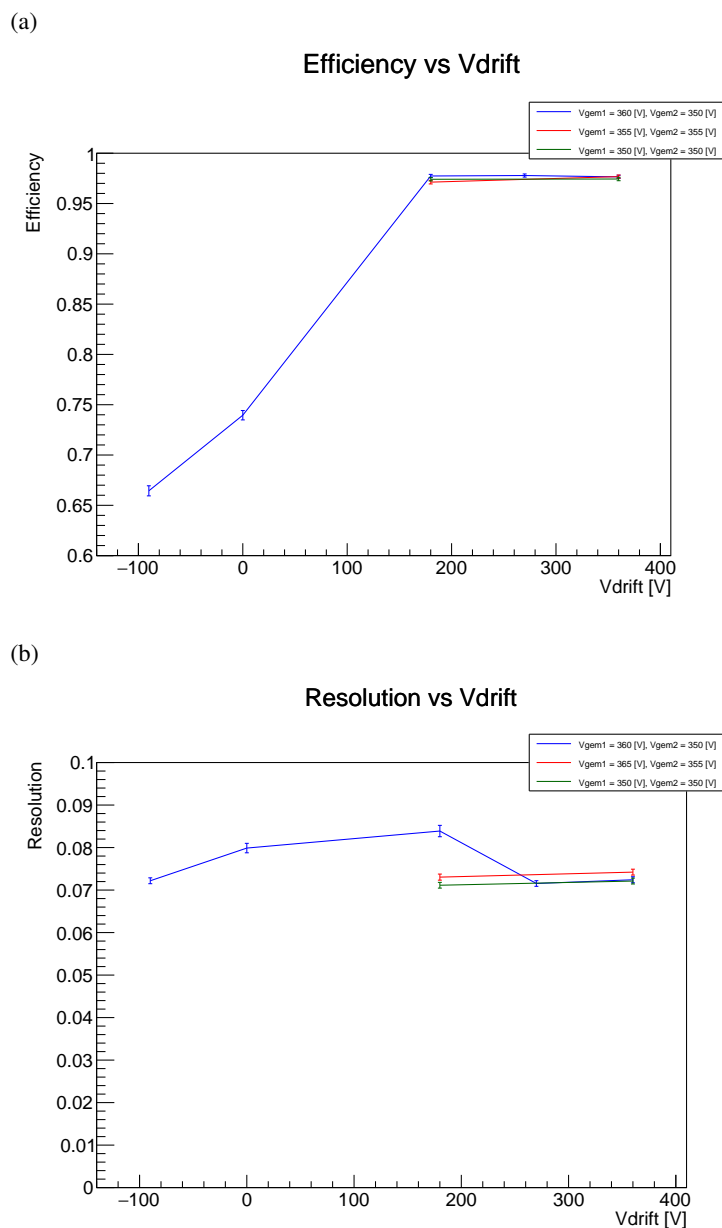 (a)
Efficiency vs Vdrift
Vgem1 = 360 [V], Vgem2 = 350 [V]
Vgem1 = 355 [V], Vgem2 = 355 [V]
Vgem1 = 350 [V], Vgem2 = 350 [V]
Efficiency
1
0.95
0.9
0.85
0.8
0.75
0.7
0.65
0.6
−100 0 100 200 300 400
Vdrift [V]
(b)
Resolution vs Vdrift
Vgem1 = 360 [V], Vgem2 = 350 [V]
Vgem1 = 365 [V], Vgem2 = 355 [V]
Vgem1 = 350 [V], Vgem2 = 350 [V]
Resolution
0.1
0.09
0.08
0.07
0.06
0.05
0.04
0.03
0.02
0.01
0
−100 0 100 200 300 400
Vdrift [V]